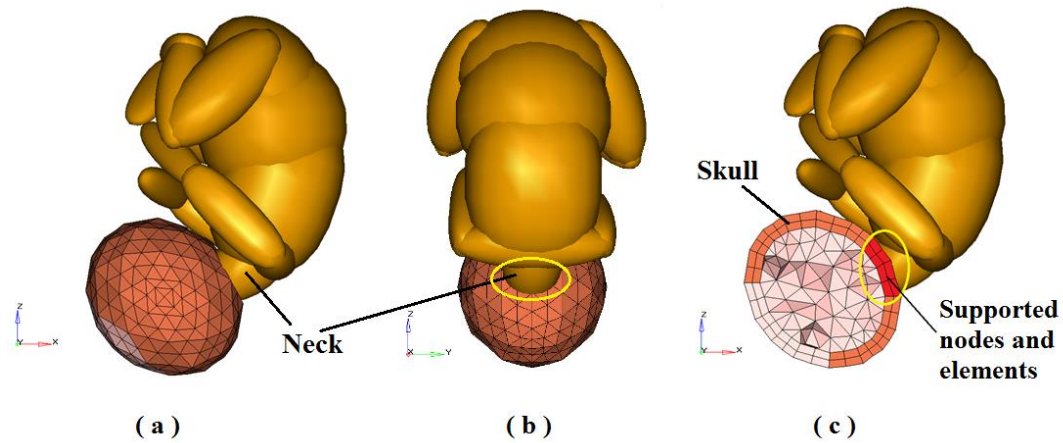 Skull
Neck
Supported
nodes and
elements
Z
Y
X
Z
X
Y
Z
Y
X
( a )
( b )
( c )